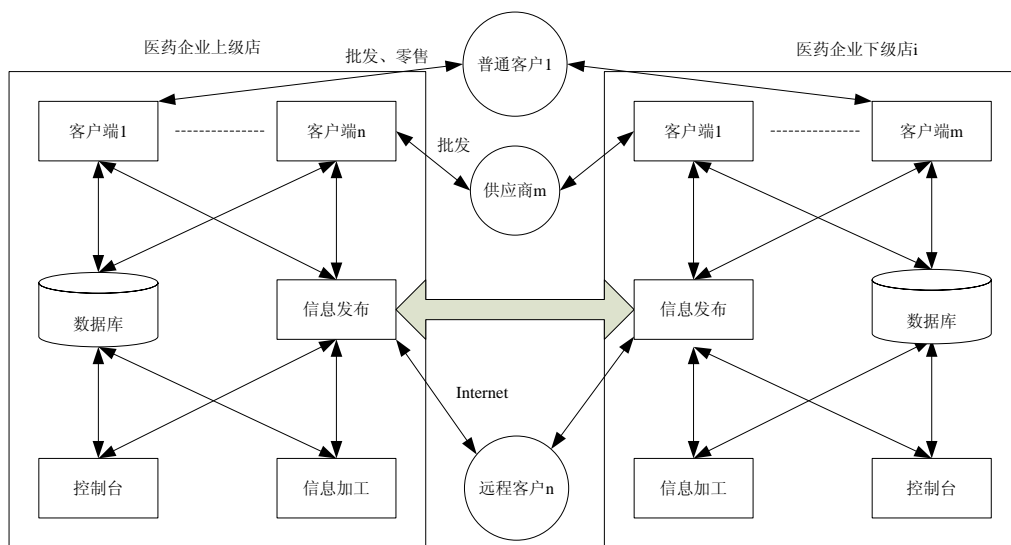 医药企业上级店
批发、零售
普通客户1
医药企业下级店i
客户端1
客户端n
批发
供应商m
客户端1
客户端m
数据库
信息发布
信息发布
数据库
Internet
控制台
信息加工
远程客户n
信息加工
控制台